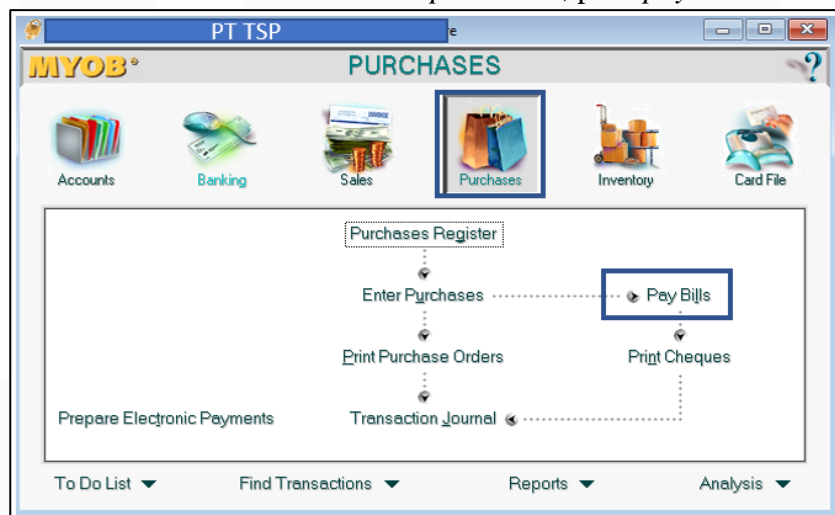 PT TSP
MYOB®
PURCHASES
?
Accounts
Banking
Sales
Purchases
Inventory
Card File
INVOICE
Purchases Register
Enter Purchases
Pay Bills
Print Purchase Orders
Print Cheques
Prepare Electronic Payments
Transaction Journal
To Do List
Find Transactions
Reports
Analysis